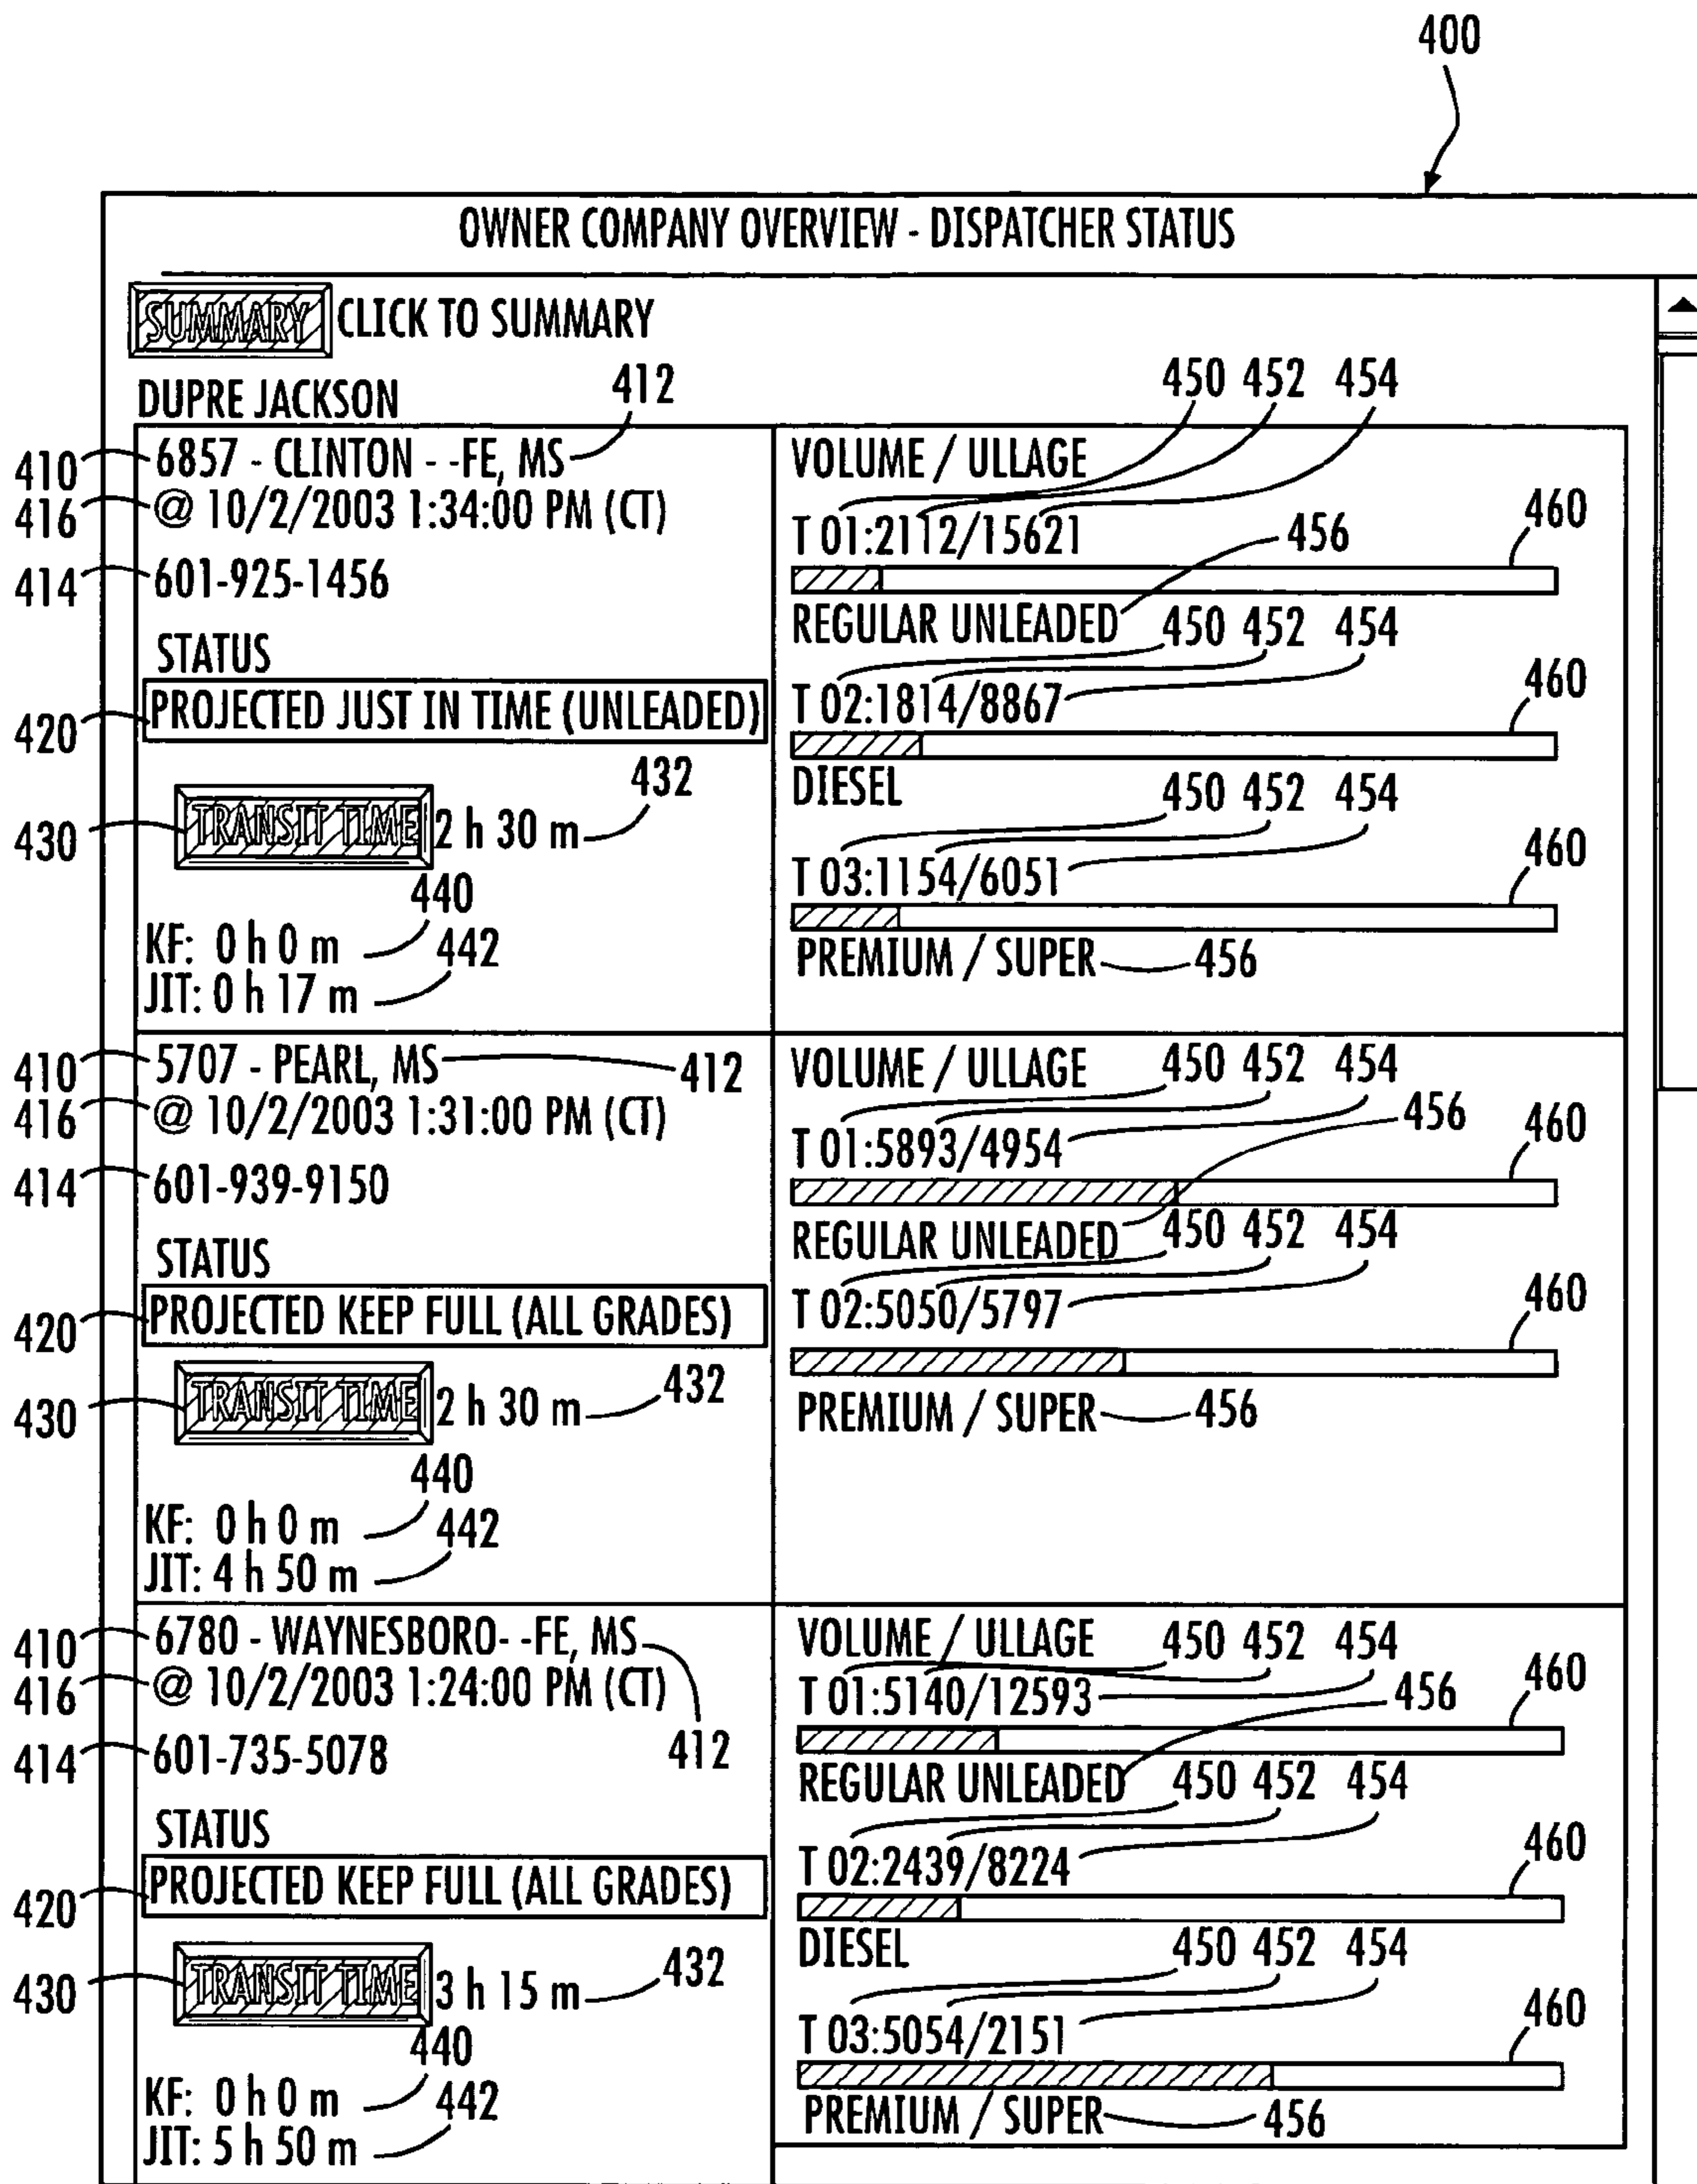 400
OWNER COMPANY OVERVIEW - DISPATCHER STATUS
SUMMARY CLICK TO SUMMARY
DUPRE JACKSON 412
410 6857 - CLINTON - -FE, MS
416 @ 10/2/2003 1:34:00 PM (CT)
414 601-925-1456
STATUS
420 PROJECTED JUST IN TIME (UNLEADED)
432
430 TRANSIT TIME 2 h 30 m
440
KF: 0 h 0 m 442
JIT: 0 h 17 m
450 452 454
VOLUME / ULLAGE
T 01:2112/15621 456 460
REGULAR UNLEADED 450 452 454
T 02:1814/8867 460
DIESEL 450 452 454
T 03:1154/6051 460
PREMIUM / SUPER 456
410 5707 - PEARL, MS 412
416 @ 10/2/2003 1:31:00 PM (CT)
414 601-939-9150
STATUS
420 PROJECTED KEEP FULL (ALL GRADES)
430 TRANSIT TIME 2 h 30 m 432
440
KF: 0 h 0 m 442
JIT: 4 h 50 m
VOLUME / ULLAGE 450 452 454
456
T 01:5893/4954 460
REGULAR UNLEADED 450 452 454
T 02:5050/5797 460
PREMIUM / SUPER 456
410 6780 - WAYNESBORO- -FE, MS
416 @ 10/2/2003 1:24:00 PM (CT)
414 601-735-5078 412
STATUS
420 PROJECTED KEEP FULL (ALL GRADES)
430 TRANSIT TIME 3 h 15 m 432
440
KF: 0 h 0 m 442
JIT: 5 h 50 m
VOLUME / ULLAGE 450 452 454
T 01:5140/12593 456 460
REGULAR UNLEADED 450 452 454
T 02:2439/8224 460
DIESEL 450 452 454
T 03:5054/2151 460
PREMIUM / SUPER 456